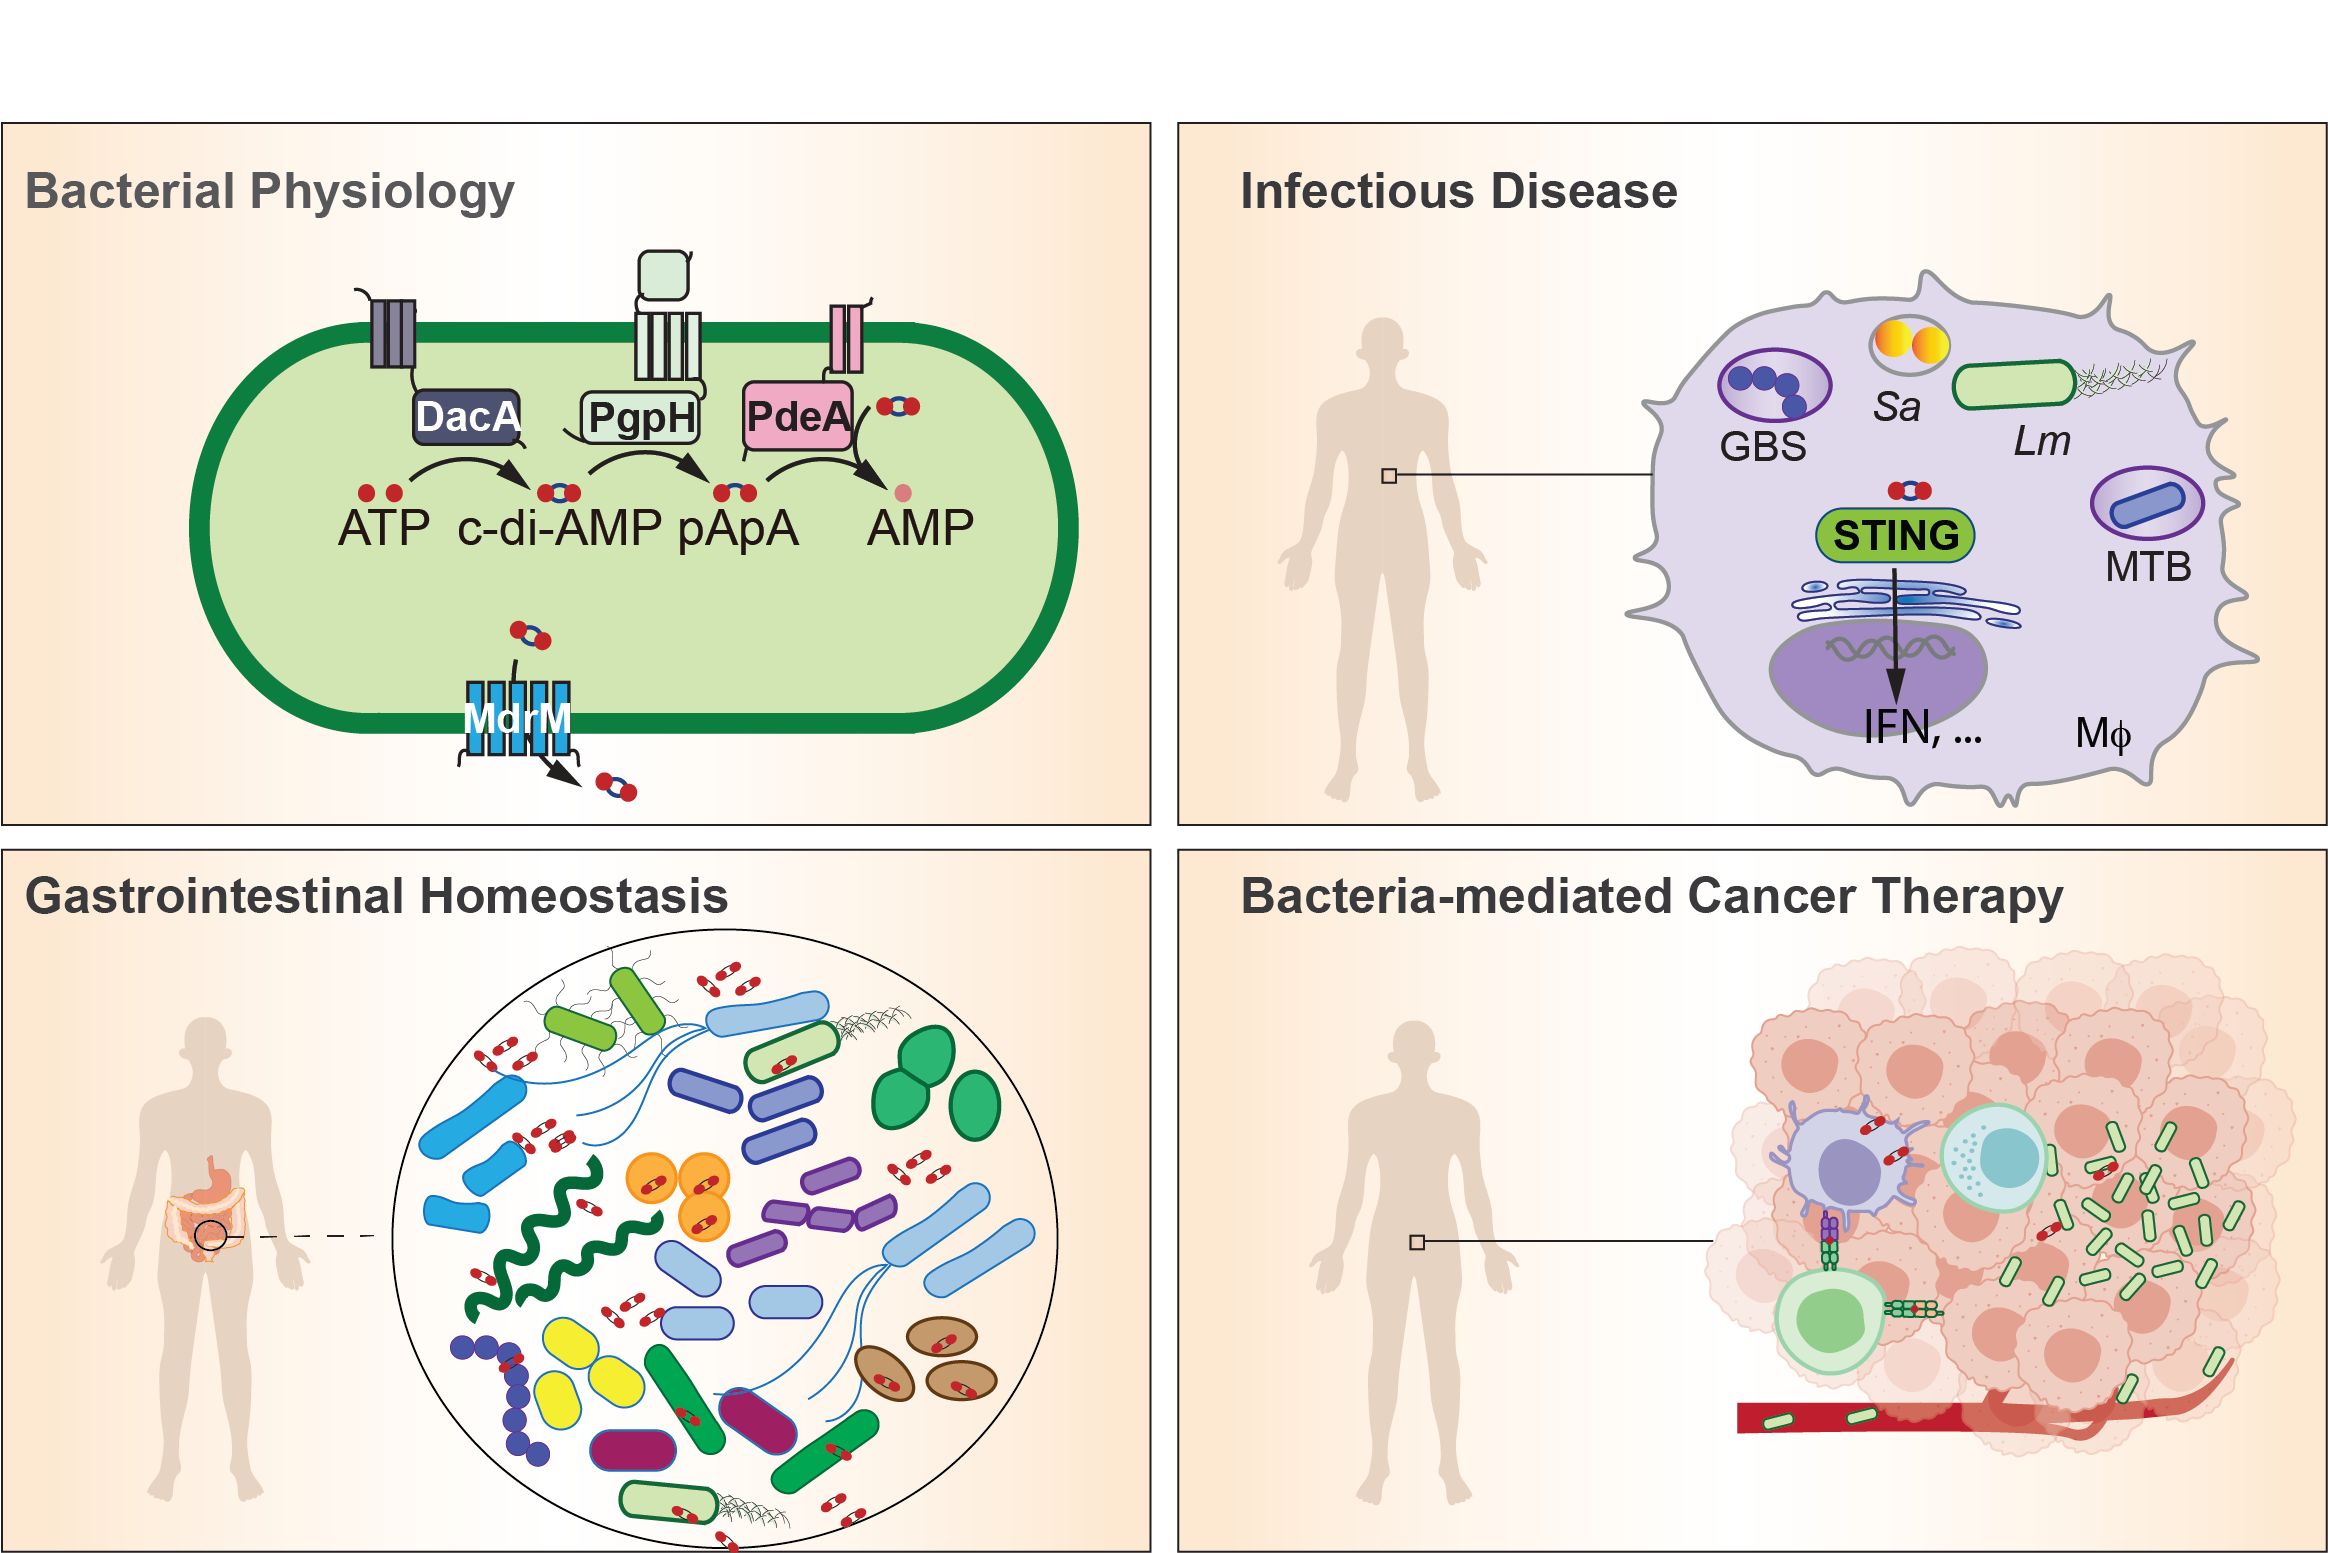 Bacterial Physiology
DacA
PgpH
PdeA
ATP c-di-AMP pApA AMP
MdrM
Infectious Disease
GBS
Sa
Lm
STING
MTB
IFN, ...
Mϕ
Gastrointestinal Homeostasis
Bacteria-mediated Cancer Therapy